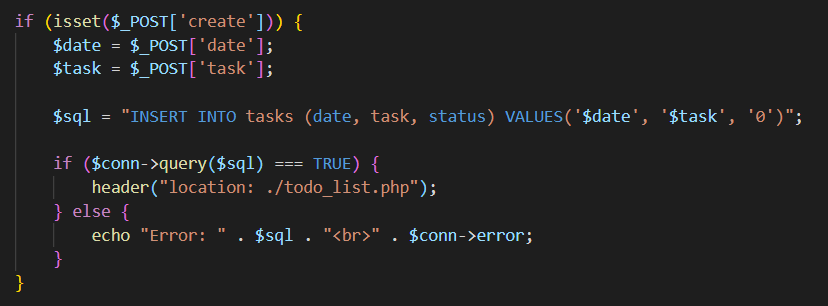 if (isset($_POST['create'])) {
    $date = $_POST['date'];
    $task = $_POST['task'];

    $sql = "INSERT INTO tasks (date, task, status) VALUES('$date', '$task', '0')";

    if ($conn->query($sql) === TRUE) {
        header("location: ./todo_list.php");
    } else {
        echo "Error: " . $sql . "<br>" . $conn->error;
    }
}